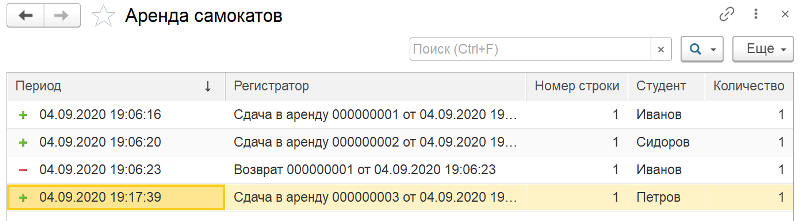 Аренда самокатов
Поиск (Ctrl+F) × Еще
Период ↓ Регистратор Номер строки Студент Количество
+ 04.09.2020 19:06:16 Сдача в аренду 000000001 от 04.09.2020 19... 1 Иванов 1
+ 04.09.2020 19:06:20 Сдача в аренду 000000002 от 04.09.2020 19... 1 Сидоров 1
− 04.09.2020 19:06:23 Возврат 000000001 от 04.09.2020 19:06:23 1 Иванов 1
+ 04.09.2020 19:17:39 Сдача в аренду 000000003 от 04.09.2020 19... 1 Петров 1